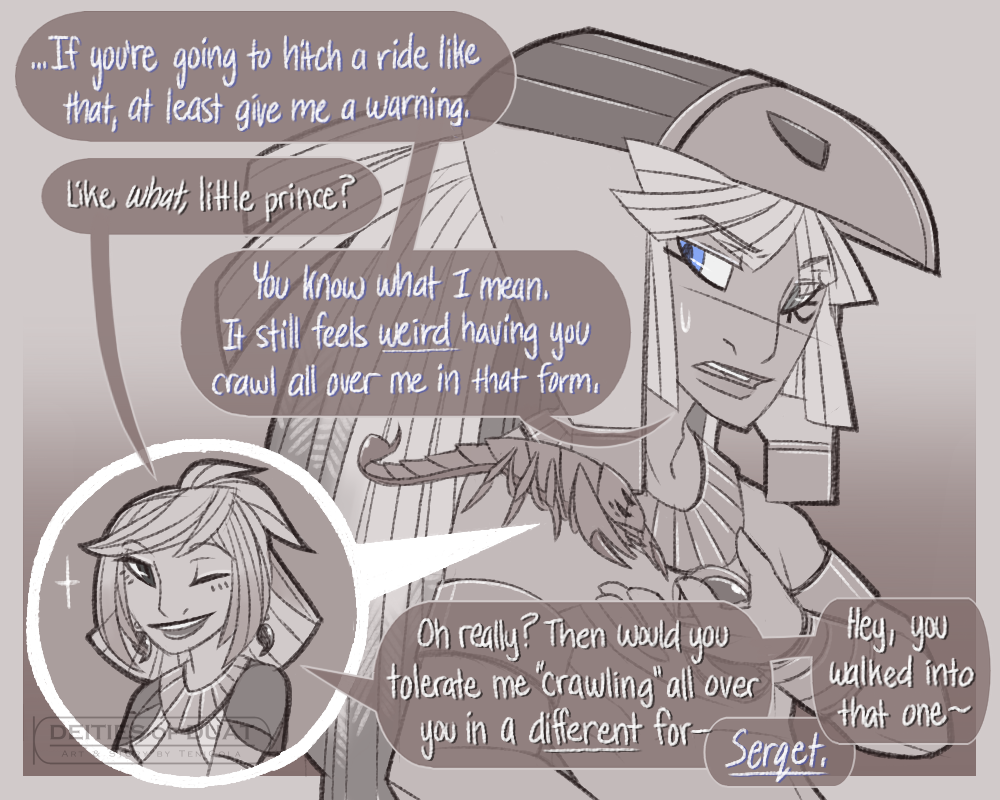 ...If you're going to hitch a ride like
that, at least give me a warning.
Like what, little prince?
You know what I mean.
It still feels weird having you
crawl all over me in that form.
Oh really? Then would you
tolerate me "crawling" all over
you in a different for—
Serqet.
Hey, you
walked into
that one~
DEITIES OF DUAT